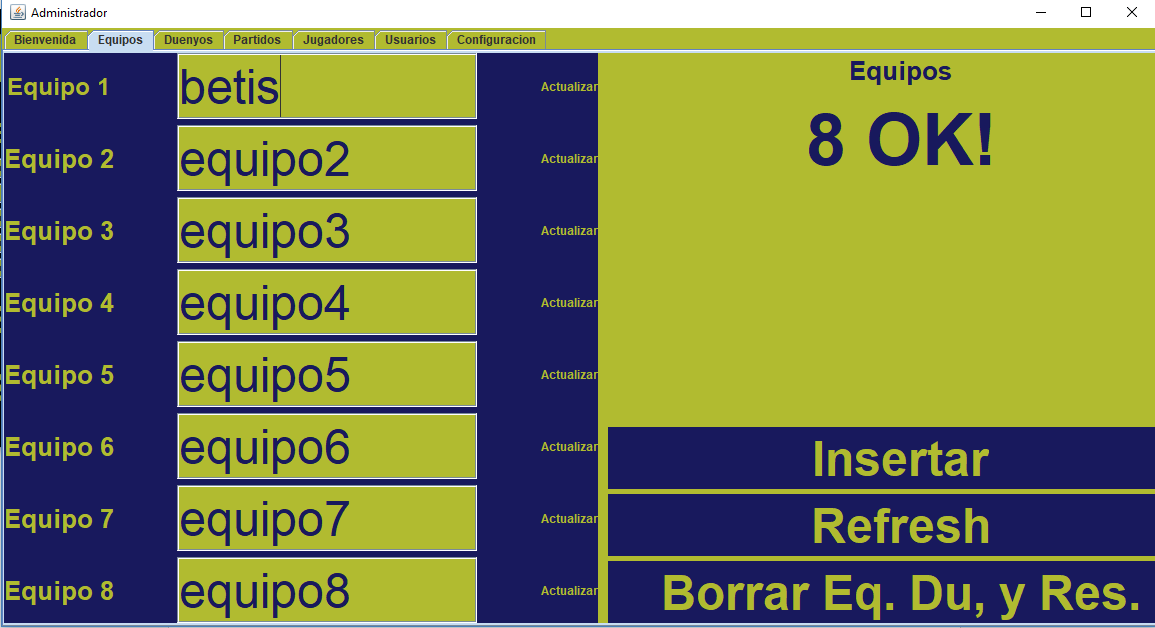 Administrador
Bienvenida Equipos Duenyos Partidos Jugadores Usuarios Configuracion
Equipo 1 betis Actualizar
Equipo 2 equipo2 Actualizar
Equipo 3 equipo3 Actualizar
Equipo 4 equipo4 Actualizar
Equipo 5 equipo5 Actualizar
Equipo 6 equipo6 Actualizar
Equipo 7 equipo7 Actualizar
Equipo 8 equipo8 Actualizar
Equipos
8 OK!
Insertar
Refresh
Borrar Eq. Du, y Res.